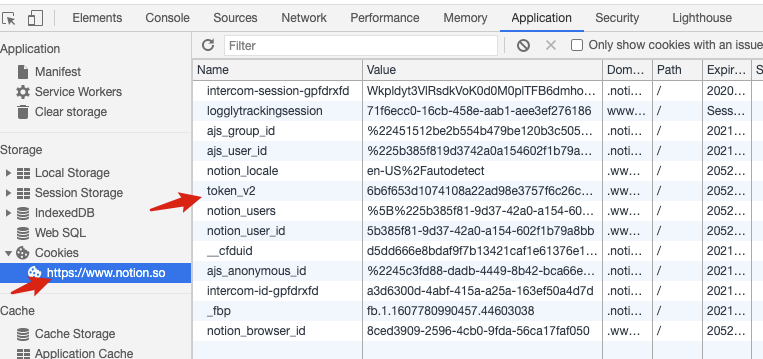 Elements Console Sources Network Performance Memory Application Security Lighthouse
Application
Manifest
Service Workers
Clear storage
Storage
Local Storage
Session Storage
IndexedDB
Web SQL
Cookies
https://www.notion.so
Cache
Cache Storage
Application Cache
Filter Only show cookies with an issue
Name Value Dom... Path Expir... S
intercom-session-gpfdrxfd Wkpldyt3VlRsdkVoK0d0M0plTFB6dmho... .noti... / 2020...
logglytrackingsession 71f6ecc0-16cb-458e-aab1-aee3ef276186 www... / Sess...
ajs_group_id %22451512be2b554b479be120b3c505... .noti... / 2021...
ajs_user_id %225b385f819d3742a0a154602f1b79a... .noti... / 2021...
notion_locale en-US%2Fautodetect .ww... / 2052...
token_v2 6b6f653d1074108a22ad98e3757f6c26c... .ww... / 2052...
notion_users %5B%225b385f81-9d37-42a0-a154-60... .ww... / 2052...
notion_user_id 5b385f81-9d37-42a0-a154-602f1b79a8bb .ww... / 2052...
__cfduid d5dd666e8bdaf9f7b13421caf1e61376e1... .noti... / 2021...
ajs_anonymous_id %2245c3fd88-dadb-4449-8b42-bca66e... .noti... / 2021...
intercom-id-gpfdrxfd a3d6300d-4abf-415a-a25a-163ef50a4d7d .noti... / 2021...
_fbp fb.1.1607780990457.44603038 .noti... / 2021...
notion_browser_id 8ced3909-2596-4cb0-9fda-56ca17faf050 .ww... / 2052...